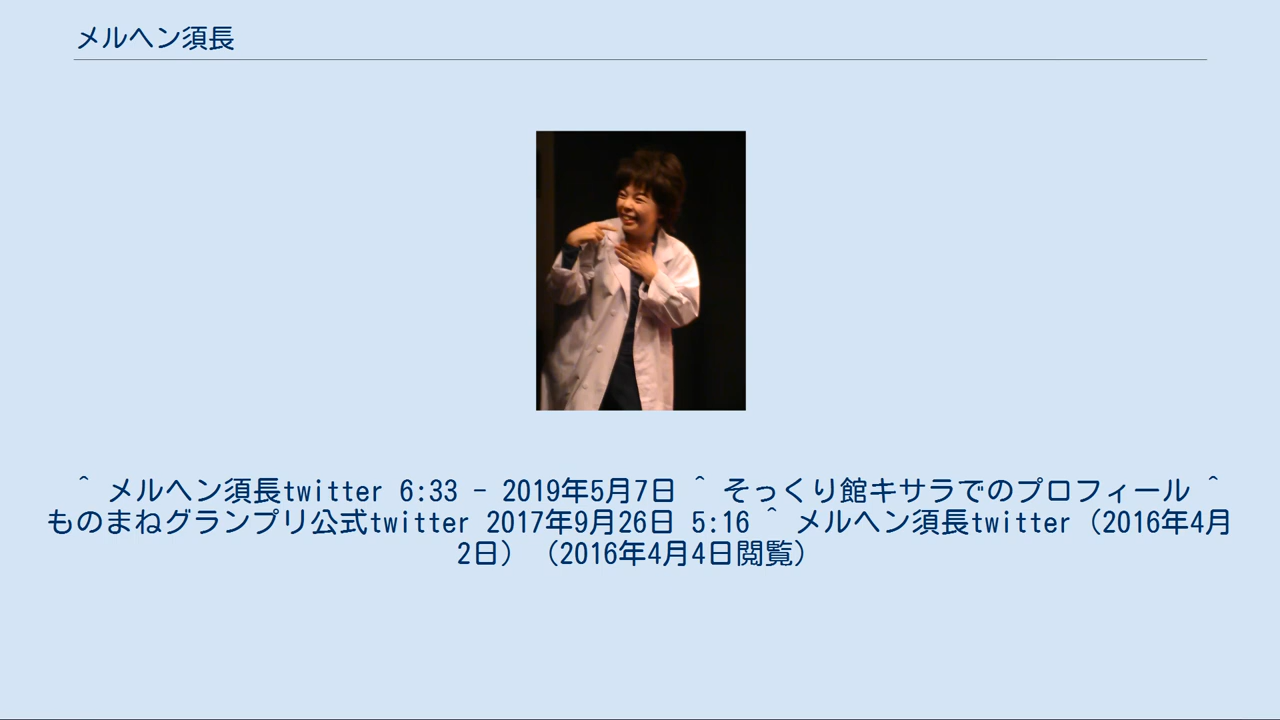 メルヘン須長
^ メルヘン須長twitter 6:33 - 2019年5月7日 ^ そっくり館キサラでのプロフィール ^
ものまねグランプリ公式twitter 2017年9月26日 5:16 ^ メルヘン須長twitter（2016年4月
2日）（2016年4月4日閲覧）